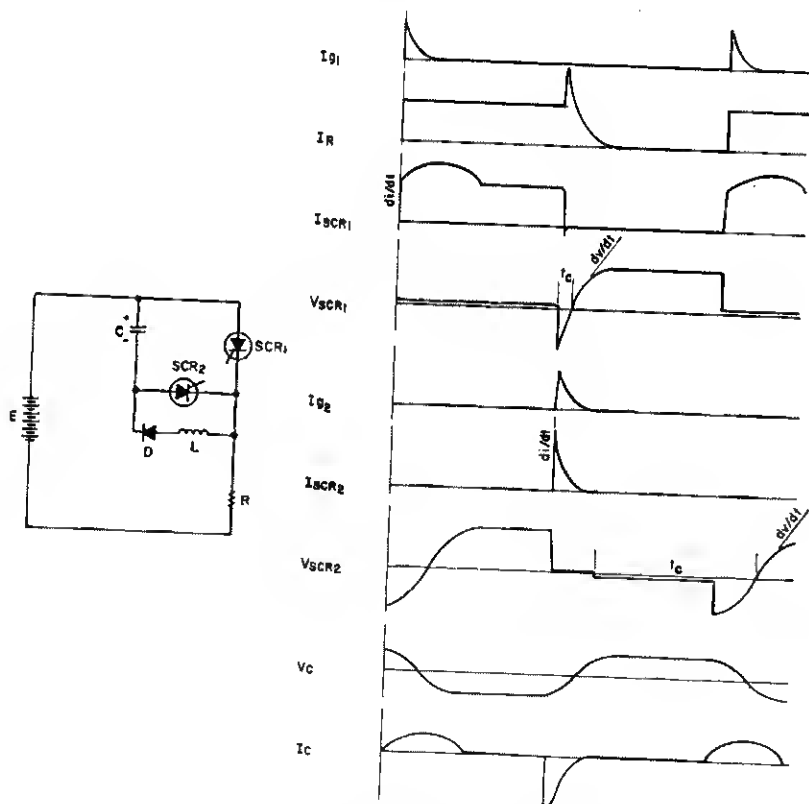 Ig1
IR
di/dt
ISCR1
tc
dv/dt
VSCR1
Ig2
di/dt
ISCR2
dv/dt
tc
VSCR2
VC
IC
C
+
-
SCR1
SCR2
E
D
L
R